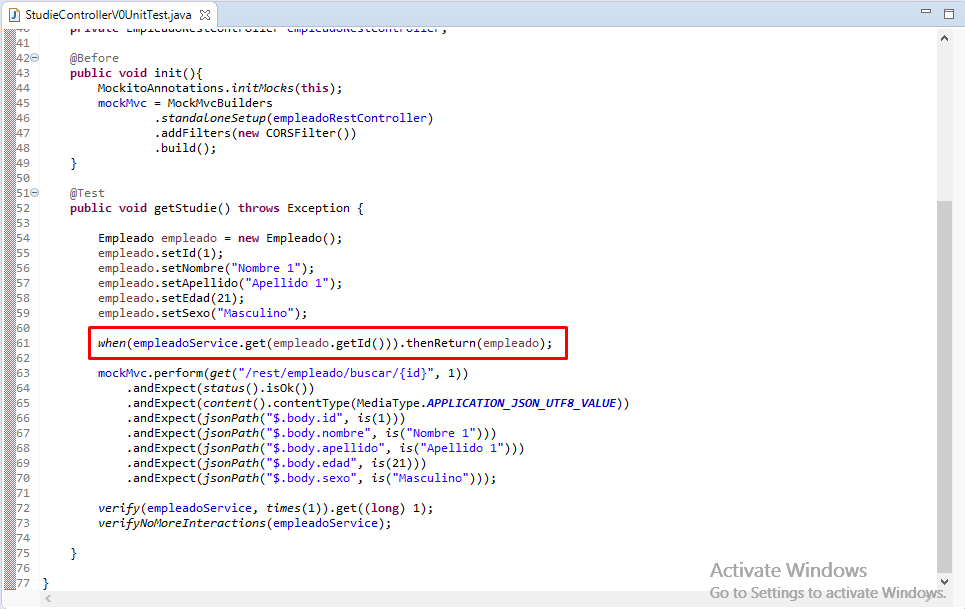 StudieControllerV0UnitTest.java
40 private EmpleadoRestController empleadoRestController;
41
42 @Before
43 public void init(){
44 MockitoAnnotations.initMocks(this);
45 mockMvc = MockMvcBuilders
46 .standaloneSetup(empleadoRestController)
47 .addFilters(new CORSFilter())
48 .build();
49 }
50
51 @Test
52 public void getStudie() throws Exception {
53
54 Empleado empleado = new Empleado();
55 empleado.setId(1);
56 empleado.setNombre("Nombre 1");
57 empleado.setApellido("Apellido 1");
58 empleado.setEdad(21);
59 empleado.setSexo("Masculino");
60
61 when(empleadoService.get(empleado.getId())).thenReturn(empleado);
62
63 mockMvc.perform(get("/rest/empleado/buscar/{id}", 1))
64 .andExpect(status().isOk())
65 .andExpect(content().contentType(MediaType.APPLICATION_JSON_UTF8_VALUE))
66 .andExpect(jsonPath("$.body.id", is(1)))
67 .andExpect(jsonPath("$.body.nombre", is("Nombre 1")))
68 .andExpect(jsonPath("$.body.apellido", is("Apellido 1")))
69 .andExpect(jsonPath("$.body.edad", is(21)))
70 .andExpect(jsonPath("$.body.sexo", is("Masculino")));
71
72 verify(empleadoService, times(1)).get((long) 1);
73 verifyNoMoreInteractions(empleadoService);
74
75 }
76
77 }
Activate Windows
Go to Settings to activate Windows.